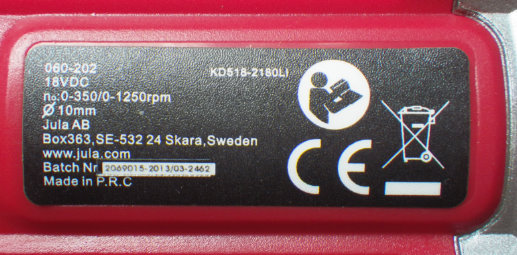 060-202
KD518-2180LI
18VDC
no:0-350/0-1250rpm
Ø 10mm
Jula AB
Box363,SE-532 24 Skara,Sweden
www.jula.com
Batch Nr 2069015-2013/03-2462
Made in P.R.C
CE